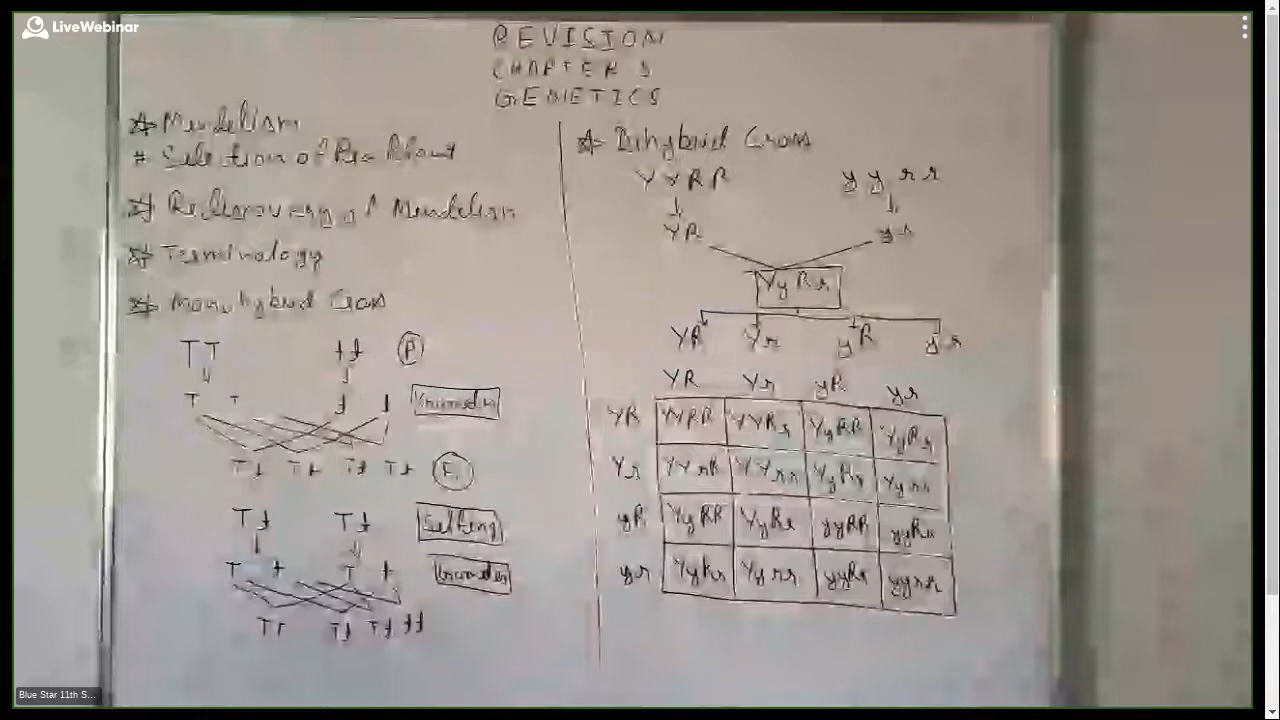 LiveWebinar
REVISION
CHAPTER 5
GENETICS
Mendelism
# Selection of Pea Plant
Rediscovery of Mendelism
Terminology
Monohybrid Cross
TT tt P
T T t t
Tt Tt Tt Tt F1
Tt Tt Selfing
T t T t
TT Tt Tt tt
Dihybrid Cross
YYRR yyrr
YR yr
YyRr
YR Yr yR yr
YR Yr yR yr
YR YYRR YYRr YyRR YyRr
Yr YYrR YYrr YyRr Yyrr
yR YyRR YyRr yyRR yyRr
yr YyRr Yyrr yyRr yyrr
Blue Star 11th S...